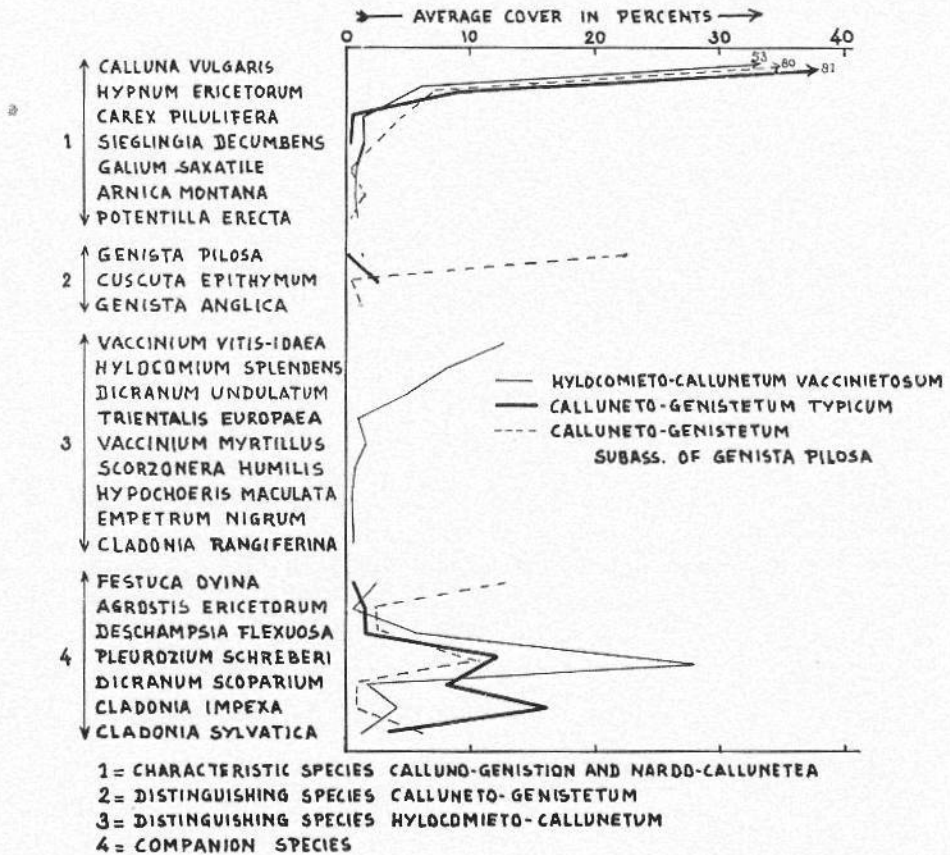 AVERAGE COVER IN PERCENTS
0 10 20 30 40
53 80 81
CALLUNA VULGARIS
HYPNUM ERICETORUM
CAREX PILULIFERA
1 SIEGLINGIA DECUMBENS
GALIUM SAXATILE
ARNICA MONTANA
POTENTILLA ERECTA
GENISTA PILOSA
2 CUSCUTA EPITHYMUM
GENISTA ANGLICA
VACCINIUM VITIS-IDAEA
HYLOCOMIUM SPLENDENS
DICRANUM UNDULATUM
TRIENTALIS EUROPAEA
3 VACCINIUM MYRTILLUS
SCORZONERA HUMILIS
HYPOCHOERIS MACULATA
EMPETRUM NIGRUM
CLADONIA RANGIFERINA
HYLOCOMIETO-CALLUNETUM VACCINIETOSUM
CALLUNETO-GENISTETUM TYPICUM
CALLUNETO-GENISTETUM
SUBASS. OF GENISTA PILOSA
FESTUCA OVINA
AGROSTIS ERICETORUM
DESCHAMPSIA FLEXUOSA
4 PLEUROZIUM SCHREBERI
DICRANUM SCOPARIUM
CLADONIA IMPEXA
CLADONIA SYLVATICA
1= CHARACTERISTIC SPECIES CALLUNO-GENISTION AND NARDO-CALLUNETEA
2= DISTINGUISHING SPECIES CALLUNETO-GENISTETUM
3= DISTINGUISHING SPECIES HYLOCOMIETO-CALLUNETUM
4= COMPANION SPECIES